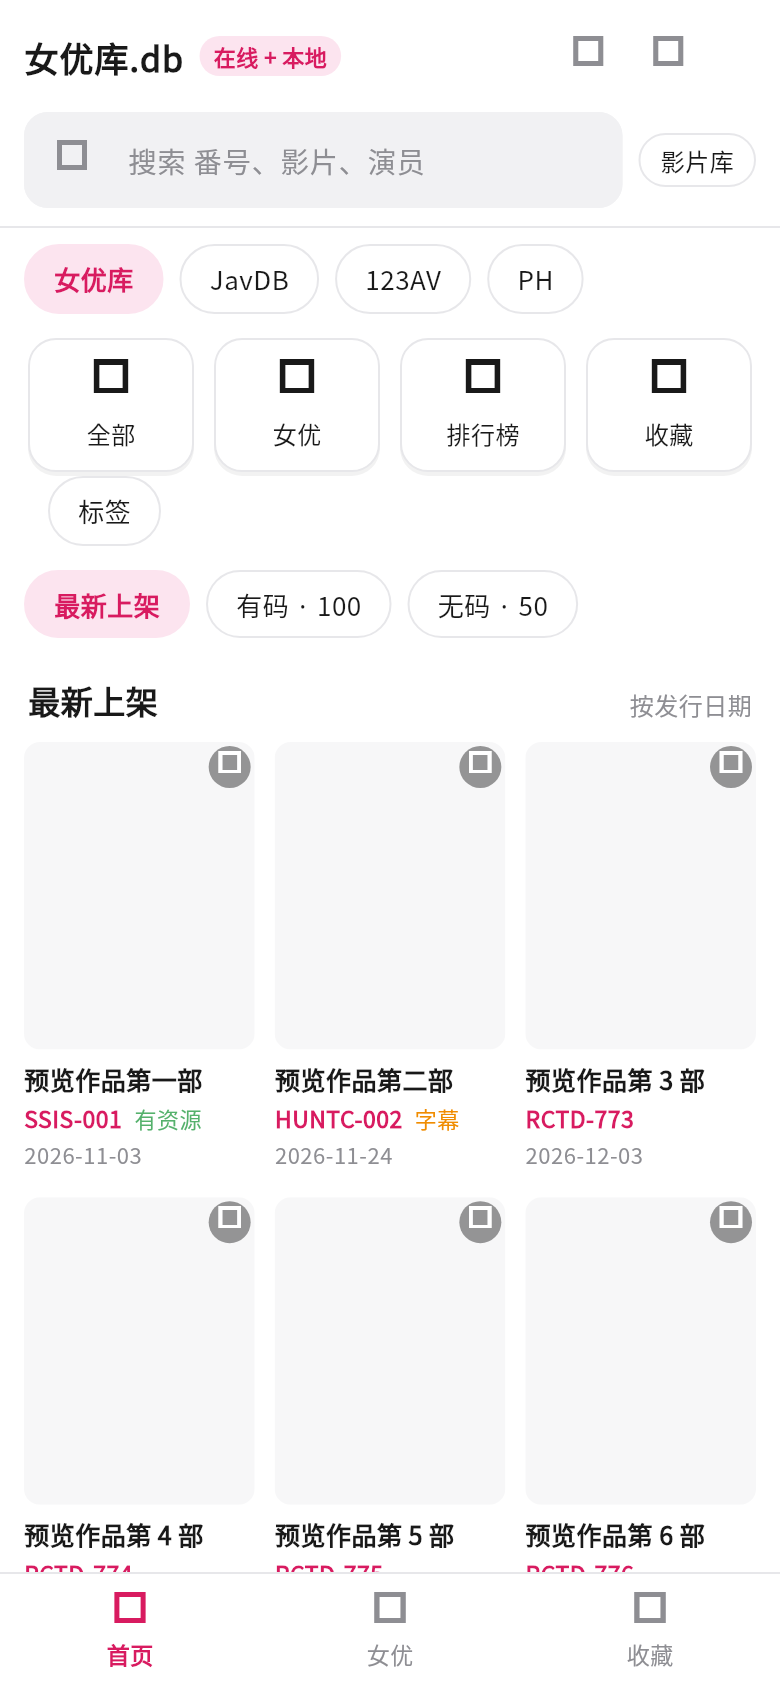 女优库.db 在线 + 本地
搜索 番号、影片、演员 影片库
女优库 JavDB 123AV PH
全部 女优 排行榜 收藏
标签
最新上架 有码 · 100 无码 · 50
最新上架 按发行日期
预览作品第一部 预览作品第二部 预览作品第 3 部
SSIS-001 有资源 HUNTC-002 字幕 RCTD-773
2026-11-03 2026-11-24 2026-12-03
预览作品第 4 部 预览作品第 5 部 预览作品第 6 部
RCTD-774 RCTD-775 RCTD-776
首页 女优 收藏